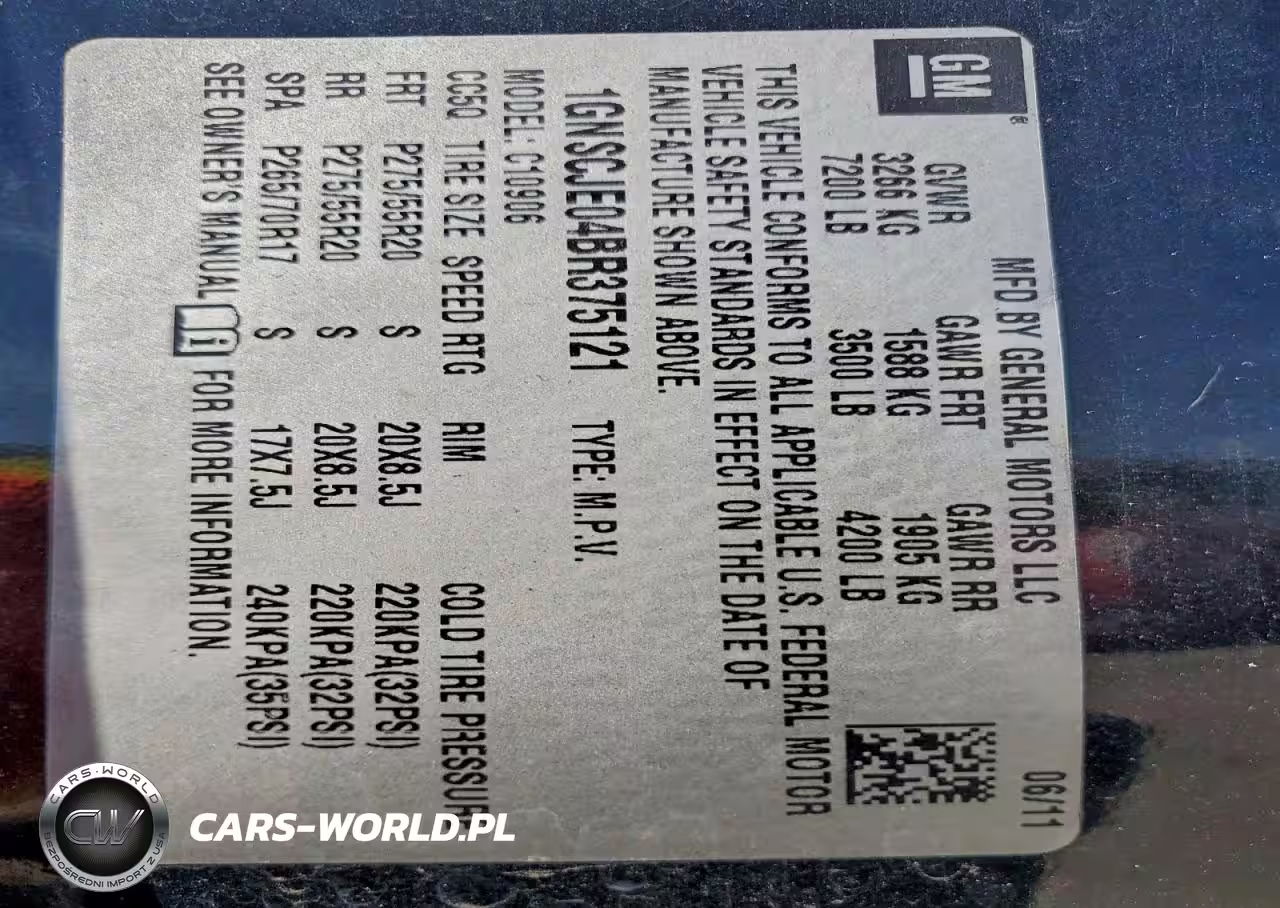 GM
MFD.BY GENERAL MOTORS LLC 06/11
GVWR GAWR FRT GAWR RR
3266 KG 1588 KG 1905 KG
7200 LB 3500 LB 4200 LB
THIS VEHICLE CONFORMS TO ALL APPLICABLE U.S. FEDERAL MOTOR
VEHICLE SAFETY STANDARDS IN EFFECT ON THE DATE OF
MANUFACTURE SHOWN ABOVE.
1GNSCJE04BR375121 TYPE: M.P.V.
MODEL: C10906
CC50 TIRE SIZE SPEED RTG RIM COLD TIRE PRESSURE
FRT P275/55R20 S 20X8.5J 220KPA(32PSI)
RR P275/55R20 S 20X8.5J 220KPA(32PSI)
SPA P265/70R17 S 17X7.5J 240KPA(35PSI)
SEE OWNER'S MANUAL i FOR MORE INFORMATION.
CARS-WORLD
CW
BEZPOŚREDNI IMPORT Z USA
CARS-WORLD.PL